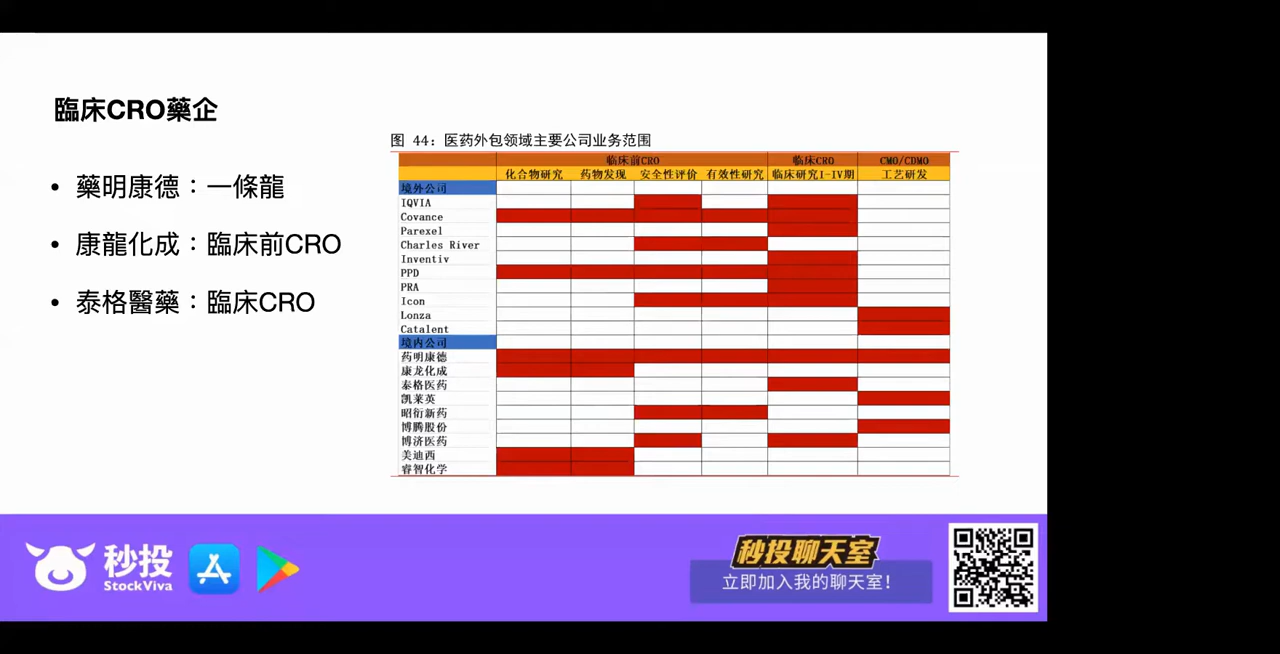 臨床CRO藥企
• 藥明康德：一條龍
• 康龍化成：臨床前CRO
• 泰格醫藥：臨床CRO
图 44：医药外包领域主要公司业务范围
临床前CRO 临床CRO CMO/CDMO
化合物研究 药物发现 安全性评价 有效性研究 临床研究I-IV期 工艺研发
境外公司
IQVIA
Covance
Parexel
Charles River
Inventiv
PPD
PRA
Icon
Lonza
Catalent
境内公司
药明康德
康龙化成
泰格医药
凯莱英
昭衍新药
博腾股份
博济医药
美迪西
睿智化学
秒投
StockViva
秒投聊天室
立即加入我的聊天室!